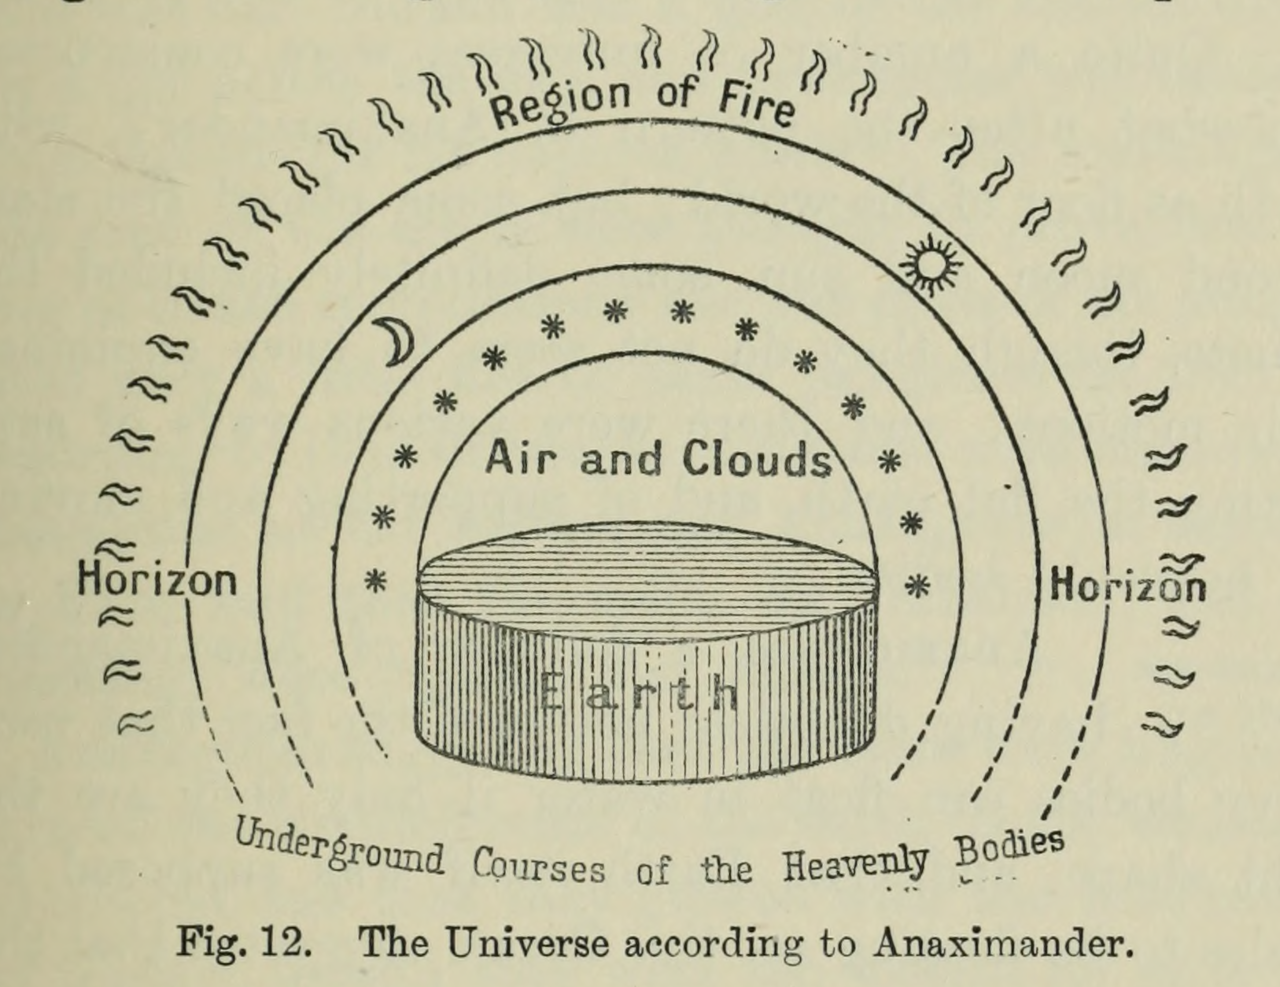 Region of Fire
Air and Clouds
Horizon
Horizon
Earth
Underground Courses of the Heavenly Bodies
Fig. 12. The Universe according to Anaximander.